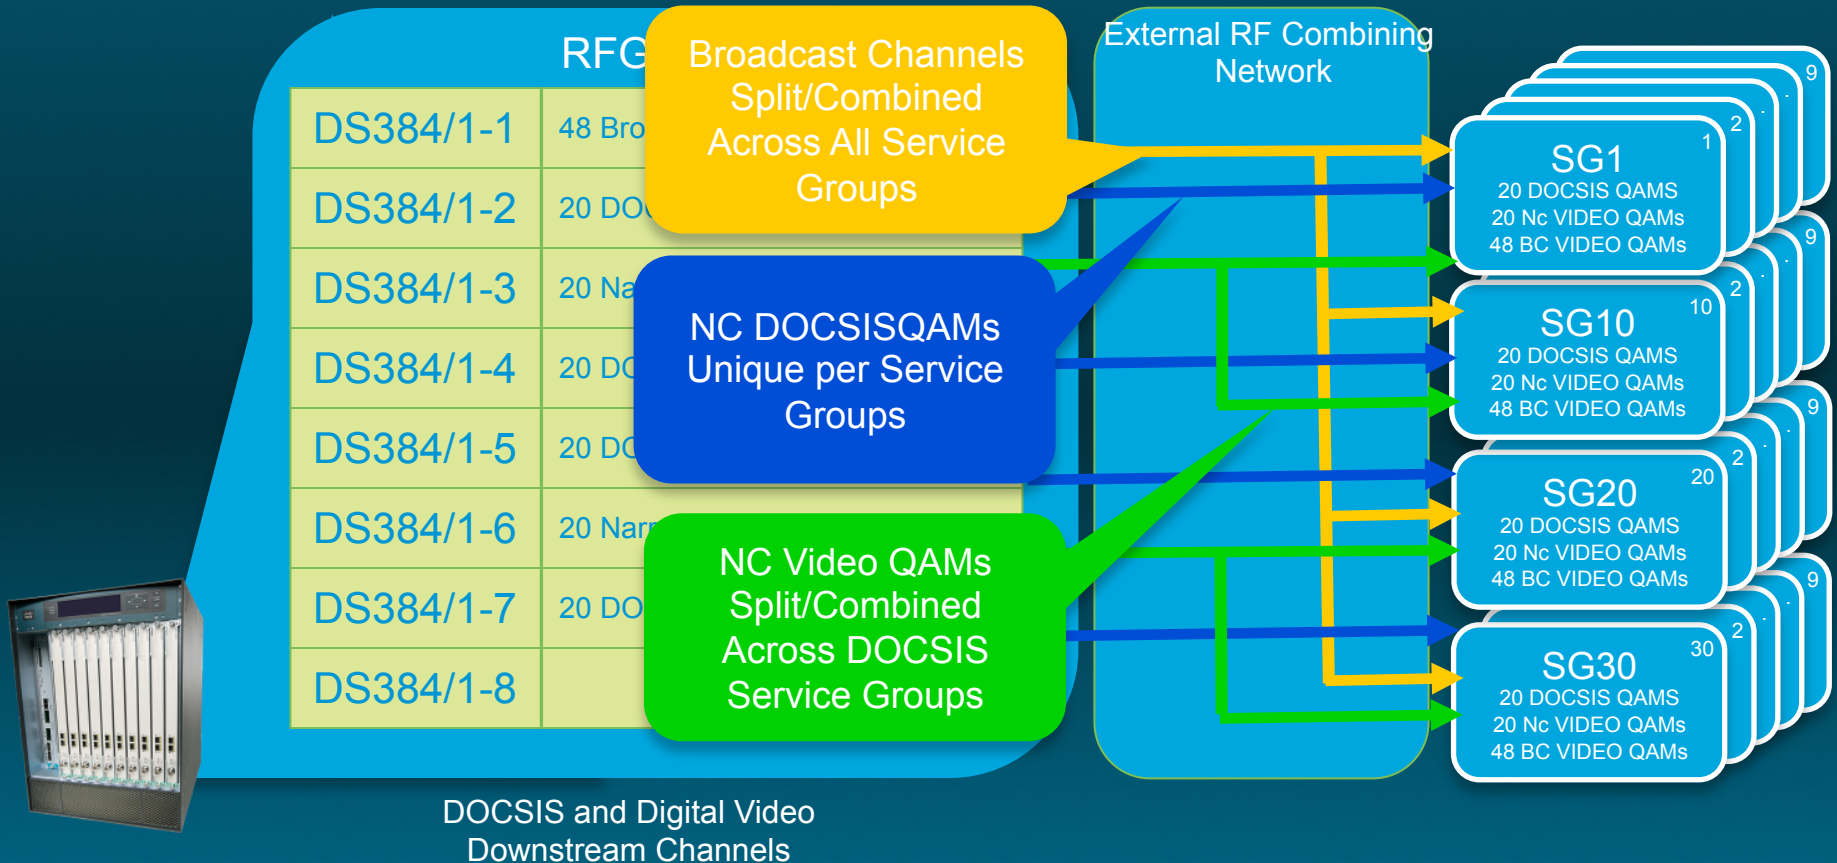 RFG
Broadcast Channels
Split/Combined
Across All Service
Groups
External RF Combining
Network
DS384/1-1
48 Bro
DS384/1-2
20 DO
DS384/1-3
20 Na
DS384/1-4
20 DO
DS384/1-5
20 DO
DS384/1-6
20 Narr
DS384/1-7
20 DO
DS384/1-8
NC DOCSISQAMs
Unique per Service
Groups
NC Video QAMs
Split/Combined
Across DOCSIS
Service Groups
9
.
.
2
1
SG1
20 DOCSIS QAMS
20 Nc VIDEO QAMs
48 BC VIDEO QAMs
9
.
.
2
10
SG10
20 DOCSIS QAMS
20 Nc VIDEO QAMs
48 BC VIDEO QAMs
9
.
.
2
20
SG20
20 DOCSIS QAMS
20 Nc VIDEO QAMs
48 BC VIDEO QAMs
9
.
.
2
30
SG30
20 DOCSIS QAMS
20 Nc VIDEO QAMs
48 BC VIDEO QAMs
DOCSIS and Digital Video
Downstream Channels